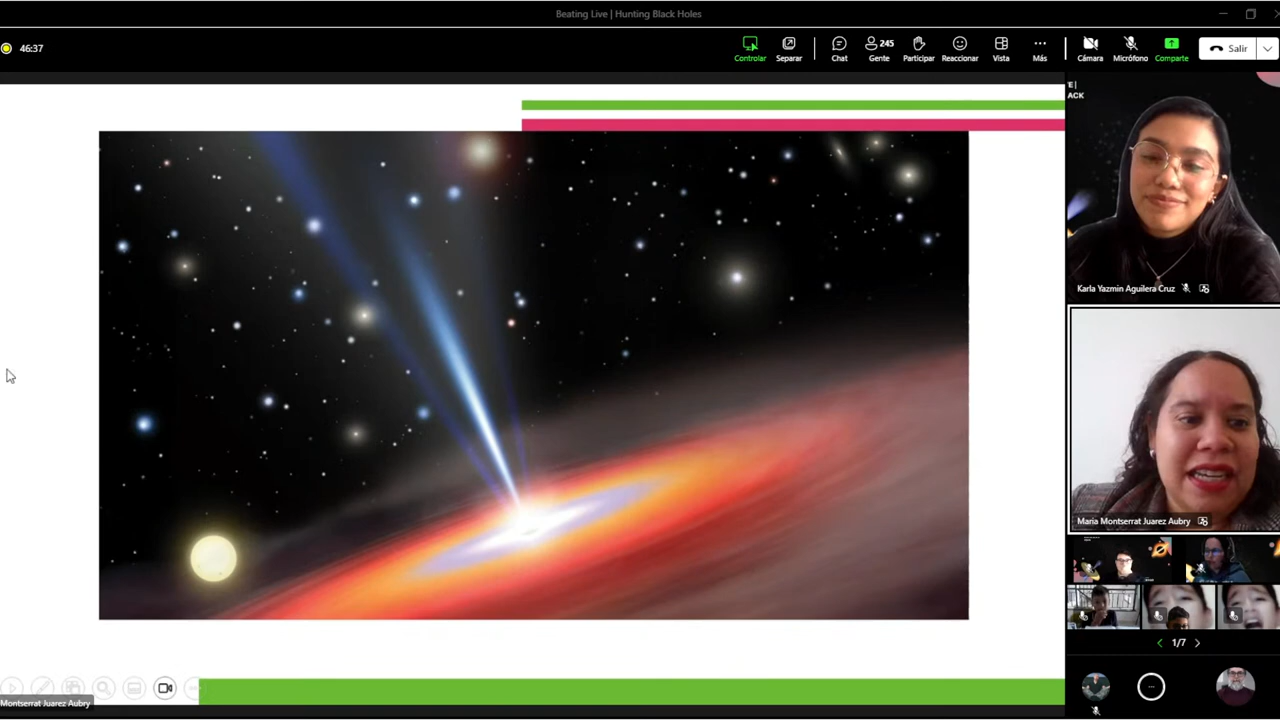 Beating Live | Hunting Black Holes
46:37
Controlar
Separar
Chat
245
Gente
Participar
Reaccionar
Vista
Más
Cámara
Micrófono
Comparte
Salir
E |
ACK
Karla Yazmin Aguilera Cruz
Maria Montserrat Juarez Aubry
1/7
Montserrat Juarez Aubry